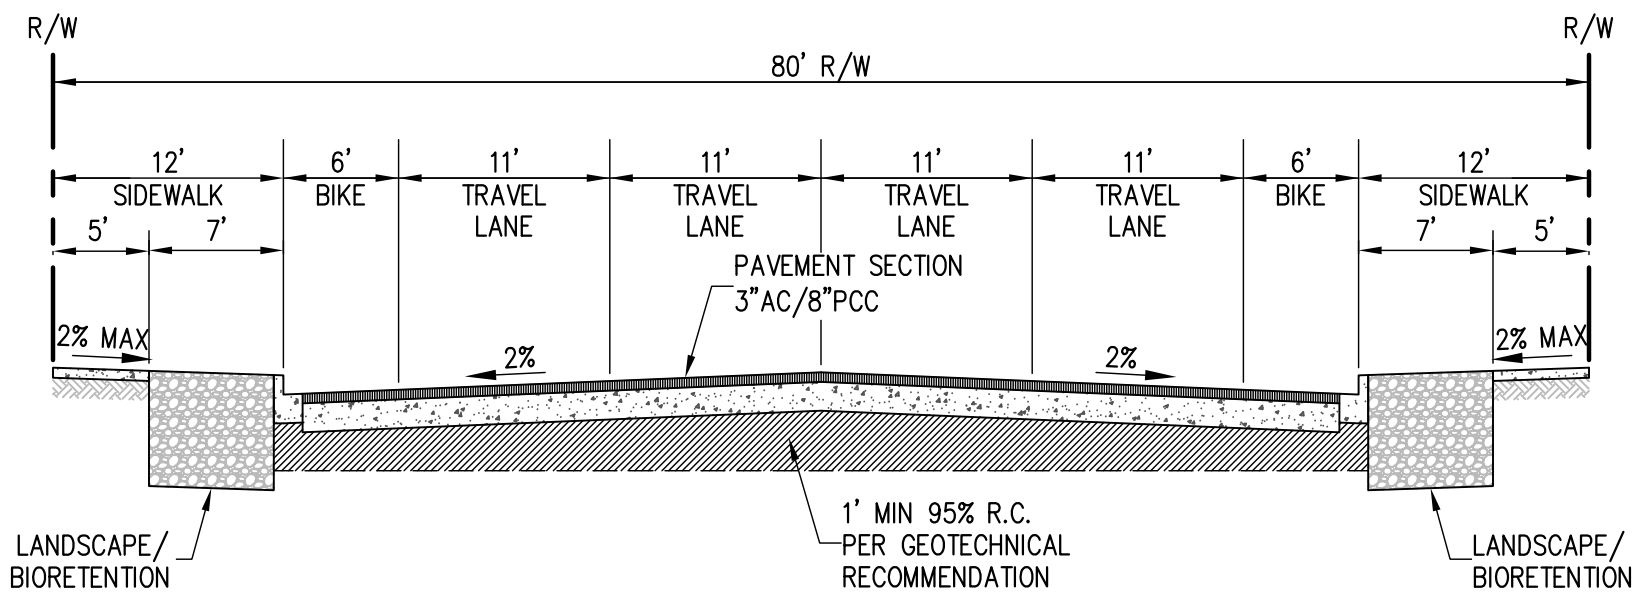 R/W
R/W
80' R/W
12'
6'
11'
11'
11'
11'
6'
12'
SIDEWALK
BIKE
TRAVEL
LANE
TRAVEL
LANE
TRAVEL
LANE
TRAVEL
LANE
BIKE
SIDEWALK
5'
7'
7'
5'
PAVEMENT SECTION
3"AC/8"PCC
2% MAX
2%
2%
2% MAX
LANDSCAPE/
BIORETENTION
1' MIN 95% R.C.
PER GEOTECHNICAL
RECOMMENDATION
LANDSCAPE/
BIORETENTION